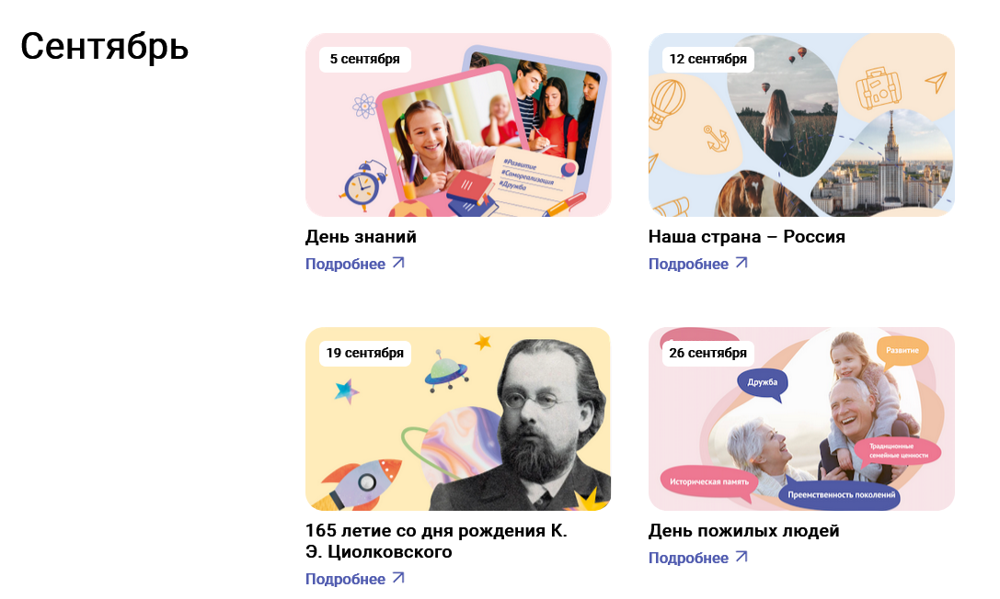 Сентябрь
5 сентября
#Развитие
#Самореализация
#Дружба
День знаний
Подробнее
12 сентября
Наша страна – Россия
Подробнее
19 сентября
165 летие со дня рождения К.
Э. Циолковского
Подробнее
26 сентября
Развитие
Дружба
Традиционные
семейные ценности
Историческая память
Преемственность поколений
День пожилых людей
Подробнее